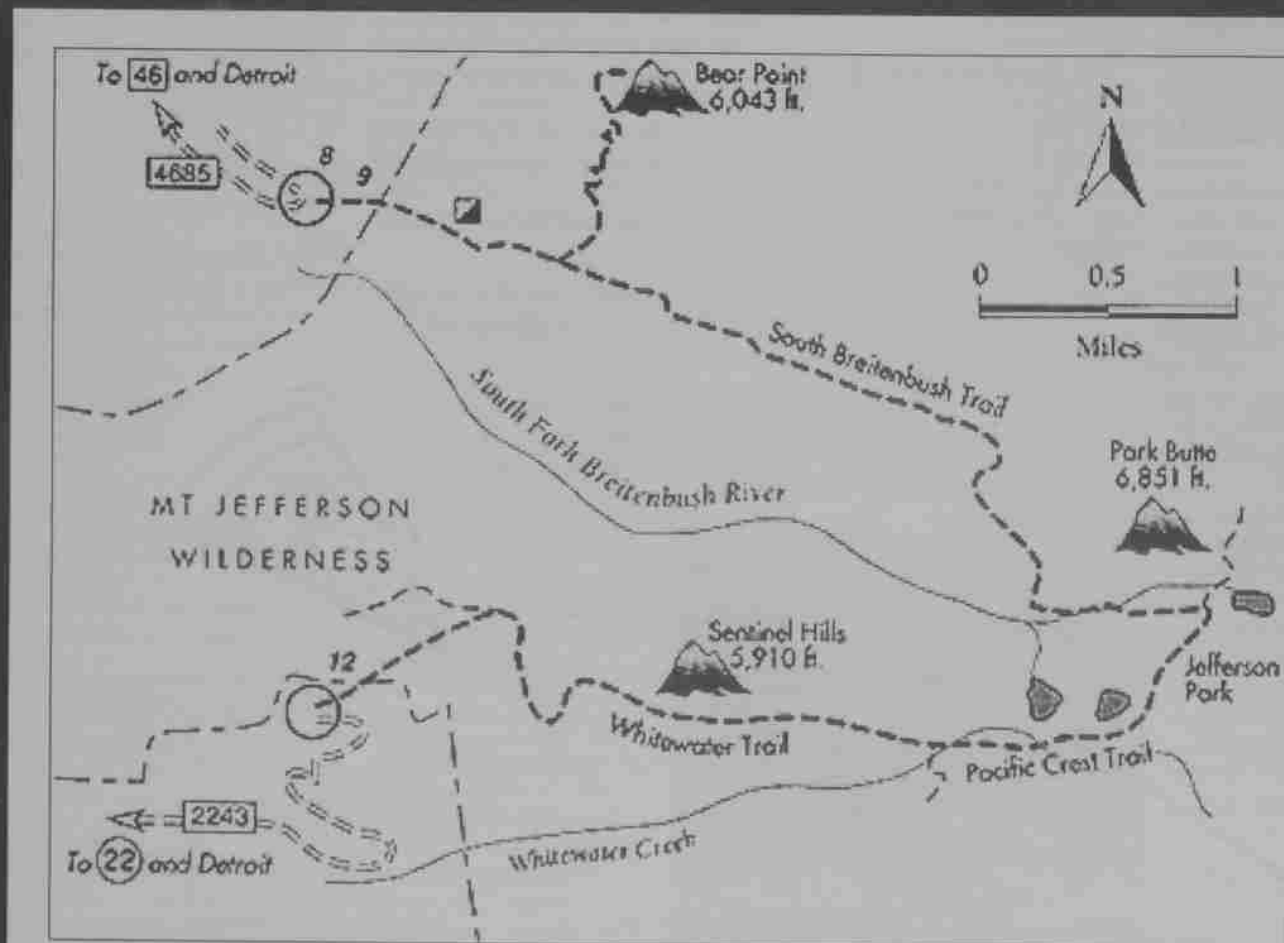 To 46 and Detroit
4685
8
9
Bear Point
6,043 ft.
N
0 0.5 1
Miles
South Breitenbush Trail
South Fork Breitenbush River
Park Butte
6,851 ft.
MT JEFFERSON
WILDERNESS
12
Sentinel Hills
5,910 ft.
Jefferson
Park
Whitewater Trail
Pacific Crest Trail
2243
To 22 and Detroit
Whitewater Creek